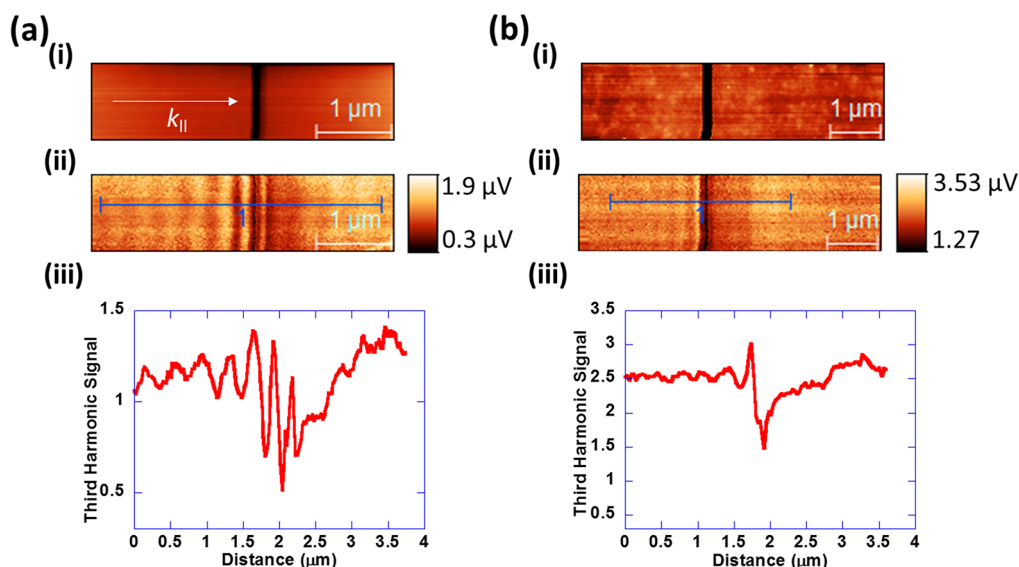 (a)
(i)
k||
1 μm
(ii)
1
1 μm
1.9 μV
0.3 μV
(iii)
Third Harmonic Signal
1.5
1
0.5
0 0.5 1 1.5 2 2.5 3 3.5 4
Distance (μm)
(b)
(i)
1 μm
(ii)
1
1 μm
3.53 μV
1.27
(iii)
Third Harmonic Signal
3.5
3
2.5
2
1.5
1
0.5
0 0.5 1 1.5 2 2.5 3 3.5 4
Distance (μm)